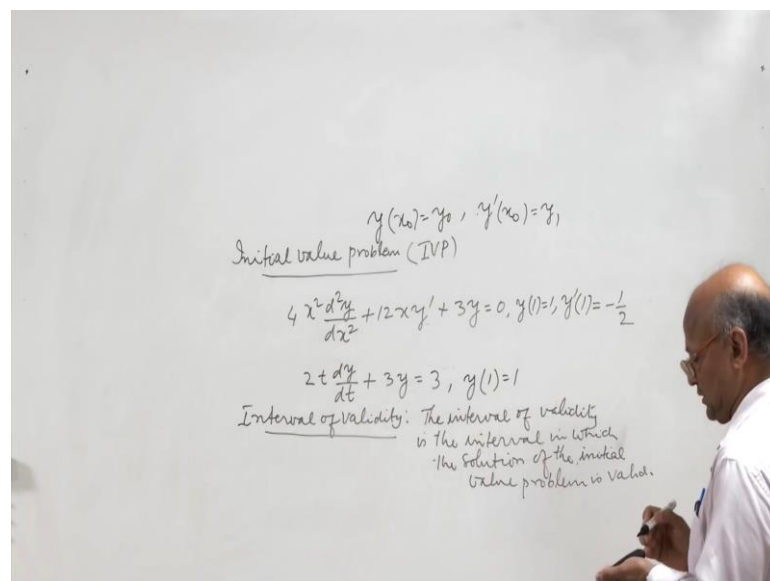 y(x₀)=y₀, y'(x₀)=y₁
Initial value problem (IVP)
4x² d²y/dx² + 12xy' + 3y = 0, y(1)=1, y'(1) = -1/2
2t dy/dt + 3y = 3, y(1)=1
Interval of validity: The interval of validity
is the interval in which
the solution of the initial
value problem is valid.